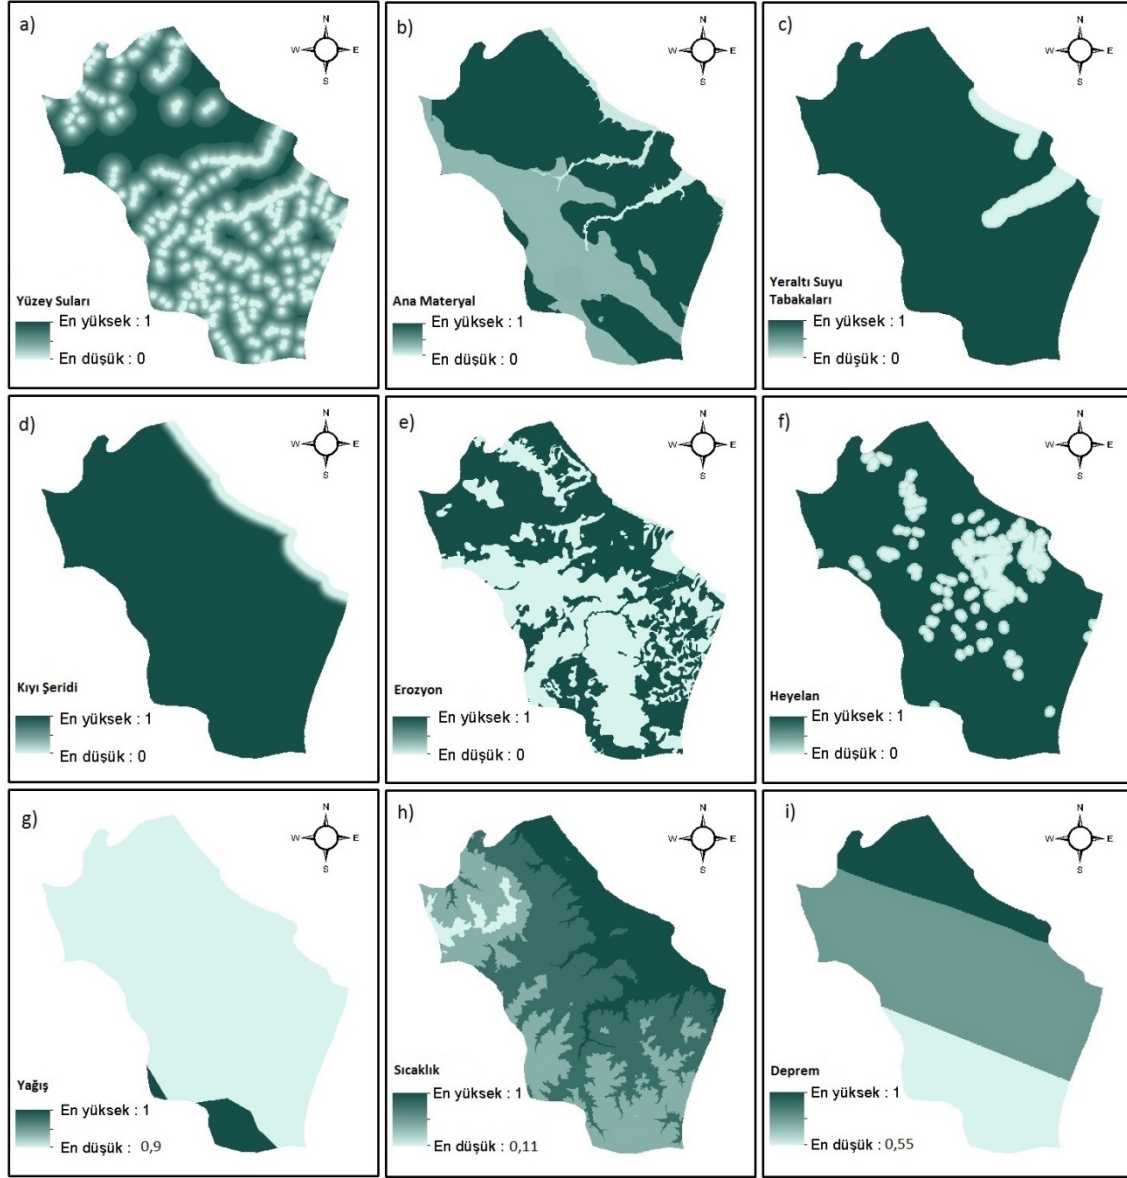 a)
N
W E
S
Yüzey Suları
En yüksek : 1
En düşük : 0
b)
N
W E
S
Ana Materyal
En yüksek : 1
En düşük : 0
c)
N
W E
S
Yeraltı Suyu
Tabakaları
En yüksek : 1
En düşük : 0
d)
N
W E
S
Kıyı Şeridi
En yüksek : 1
En düşük : 0
e)
N
W E
S
Erozyon
En yüksek : 1
En düşük : 0
f)
N
W E
S
Heyelan
En yüksek : 1
En düşük : 0
g)
N
W E
S
Yağış
En yüksek : 1
En düşük : 0,9
h)
N
W E
S
Sıcaklık
En yüksek : 1
En düşük : 0,11
i)
N
W E
S
Deprem
En yüksek : 1
En düşük : 0,55